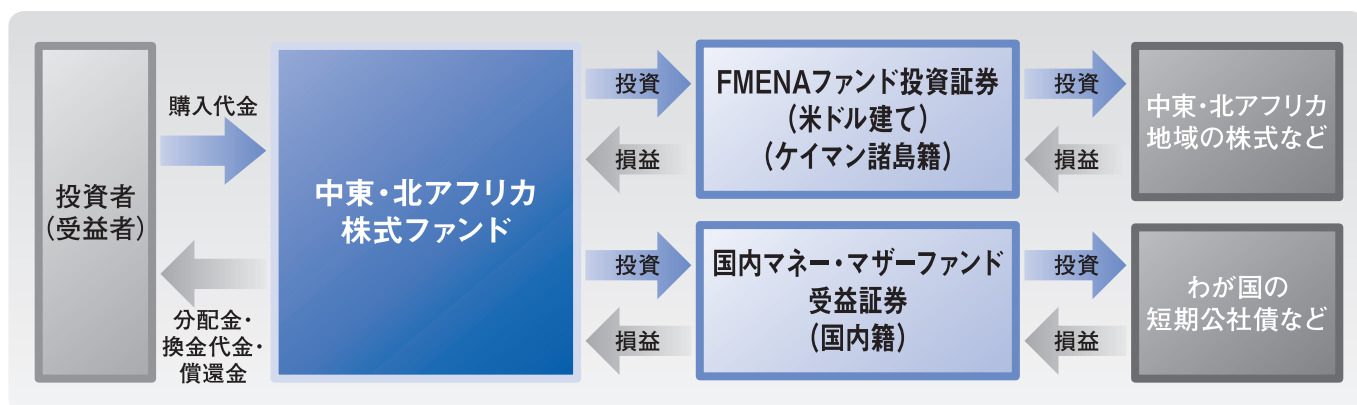 投資者
(受益者)
購入代金
分配金・
換金代金・
償還金
中東・北アフリカ
株式ファンド
投資
損益
FMENAファンド投資証券
(米ドル建て)
(ケイマン諸島籍)
投資
損益
中東・北アフリカ
地域の株式など
投資
損益
国内マネー・マザーファンド
受益証券
(国内籍)
投資
損益
わが国の
短期公社債など